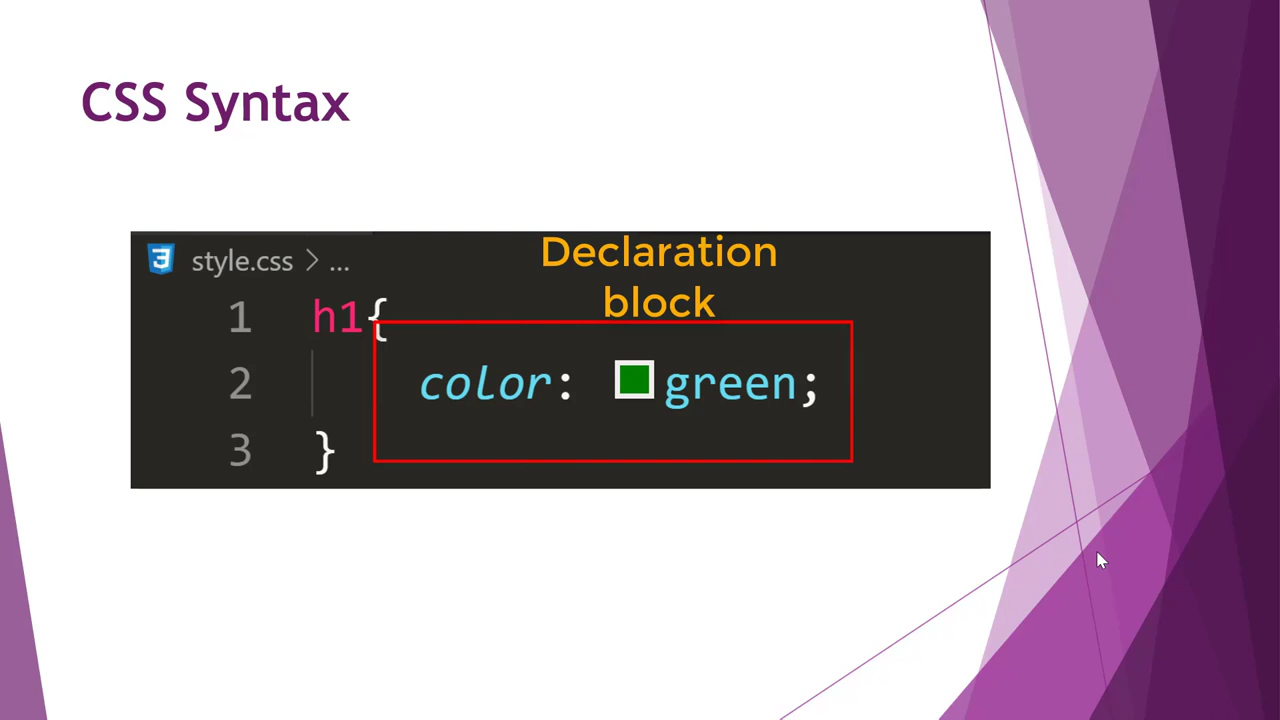 CSS Syntax
style.css > ...
Declaration
block
1 h1{
2 color: green;
3 }